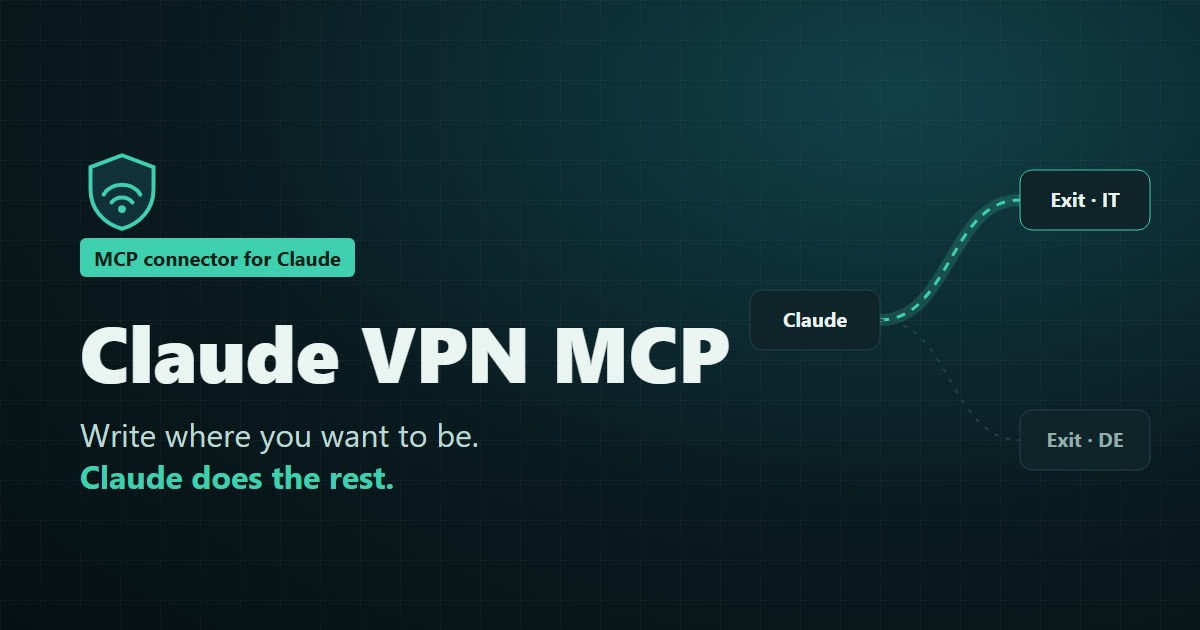 MCP connector for Claude
Claude VPN MCP
Write where you want to be.
Claude does the rest.
Claude
Exit · IT
Exit · DE